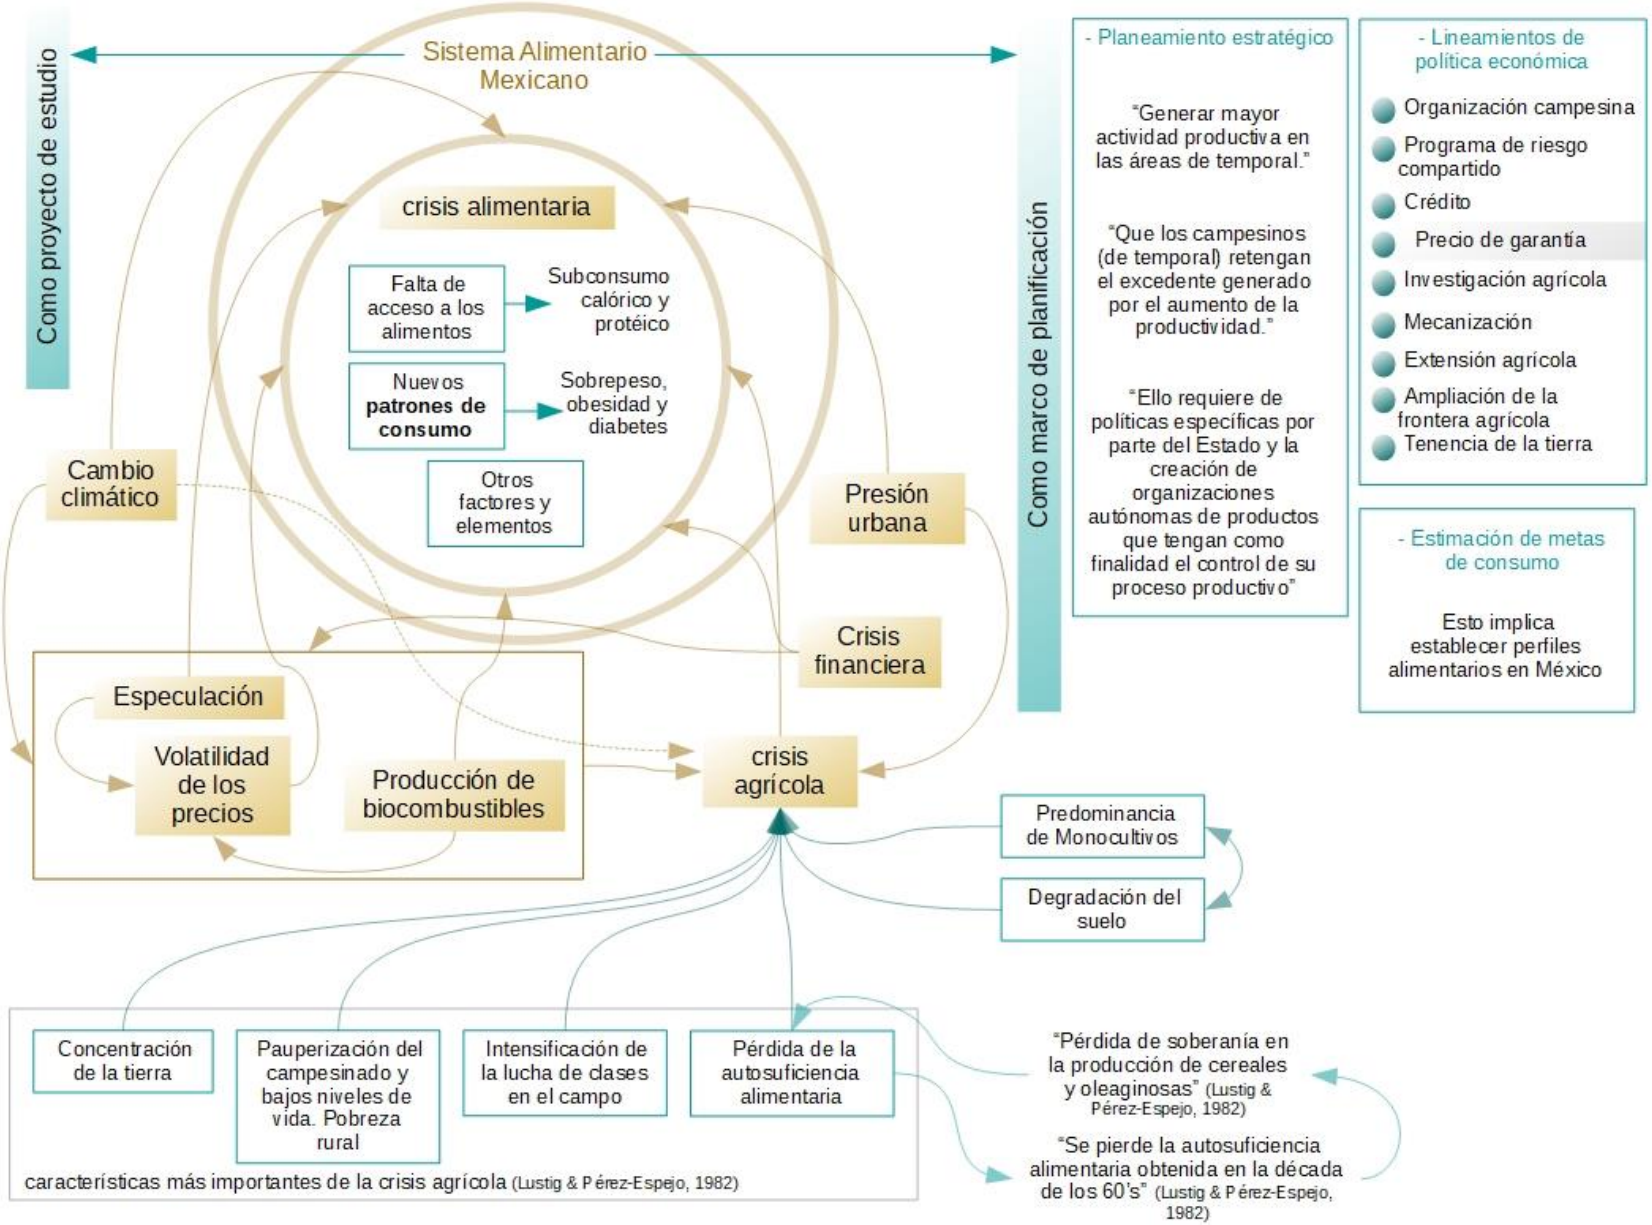 Como proyecto de estudio
Sistema Alimentario
Mexicano
crisis alimentaria
Falta de
acceso a los
alimentos
Subconsumo
calórico y
protéico
Nuevos
patrones de
consumo
Sobrepeso,
obesidad y
diabetes
Otros
factores y
elementos
Cambio
climático
Presión
urbana
Crisis
financiera
Especulación
Volatilidad
de los
precios
Producción de
biocombustibles
crisis
agrícola
Predominancia
de Monocultivos
Degradación del
suelo
Concentración
de la tierra
Pauperización del
campesinado y
bajos niveles de
vida. Pobreza
rural
Intensificación de
la lucha de clases
en el campo
Pérdida de la
autosuficiencia
alimentaria
características más importantes de la crisis agrícola (Lustig & Pérez-Espejo, 1982)
“Pérdida de soberanía en
la producción de cereales
y oleaginosas” (Lustig &
Pérez-Espejo, 1982)
“Se pierde la autosuficiencia
alimentaria obtenida en la década
de los 60’s” (Lustig & Pérez-Espejo,
1982)
Como marco de planificación
- Planeamiento estratégico
“Generar mayor
actividad productiva en
las áreas de temporal.”
“Que los campesinos
(de temporal) retengan
el excedente generado
por el aumento de la
productividad.”
“Ello requiere de
políticas específicas por
parte del Estado y la
creación de
organizaciones
autónomas de productos
que tengan como
finalidad el control de su
proceso productivo”
- Lineamientos de
política económica
Organización campesina
Programa de riesgo
compartido
Crédito
Precio de garantía
Investigación agrícola
Mecanización
Extensión agrícola
Ampliación de la
frontera agrícola
Tenencia de la tierra
- Estimación de metas
de consumo
Esto implica
establecer perfiles
alimentarios en México